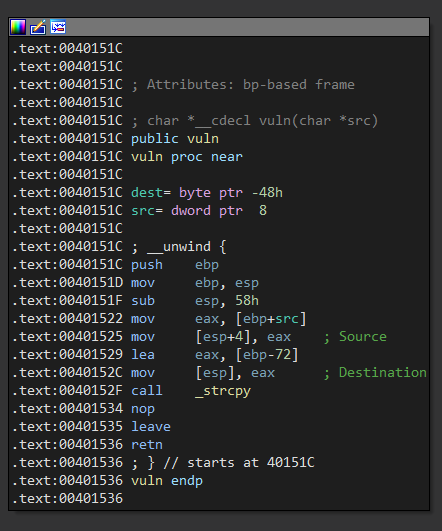 .text:0040151C
.text:0040151C
.text:0040151C ; Attributes: bp-based frame
.text:0040151C
.text:0040151C ; char *__cdecl vuln(char *src)
.text:0040151C public vuln
.text:0040151C vuln proc near
.text:0040151C
.text:0040151C dest= byte ptr -48h
.text:0040151C src= dword ptr  8
.text:0040151C
.text:0040151C ; __unwind {
.text:0040151C push    ebp
.text:0040151D mov     ebp, esp
.text:0040151F sub     esp, 58h
.text:00401522 mov     eax, [ebp+src]
.text:00401525 mov     [esp+4], eax    ; Source
.text:00401529 lea     eax, [ebp-72]
.text:0040152C mov     [esp], eax      ; Destination
.text:0040152F call    _strcpy
.text:00401534 nop
.text:00401535 leave
.text:00401536 retn
.text:00401536 ; } // starts at 40151C
.text:00401536 vuln endp
.text:00401536